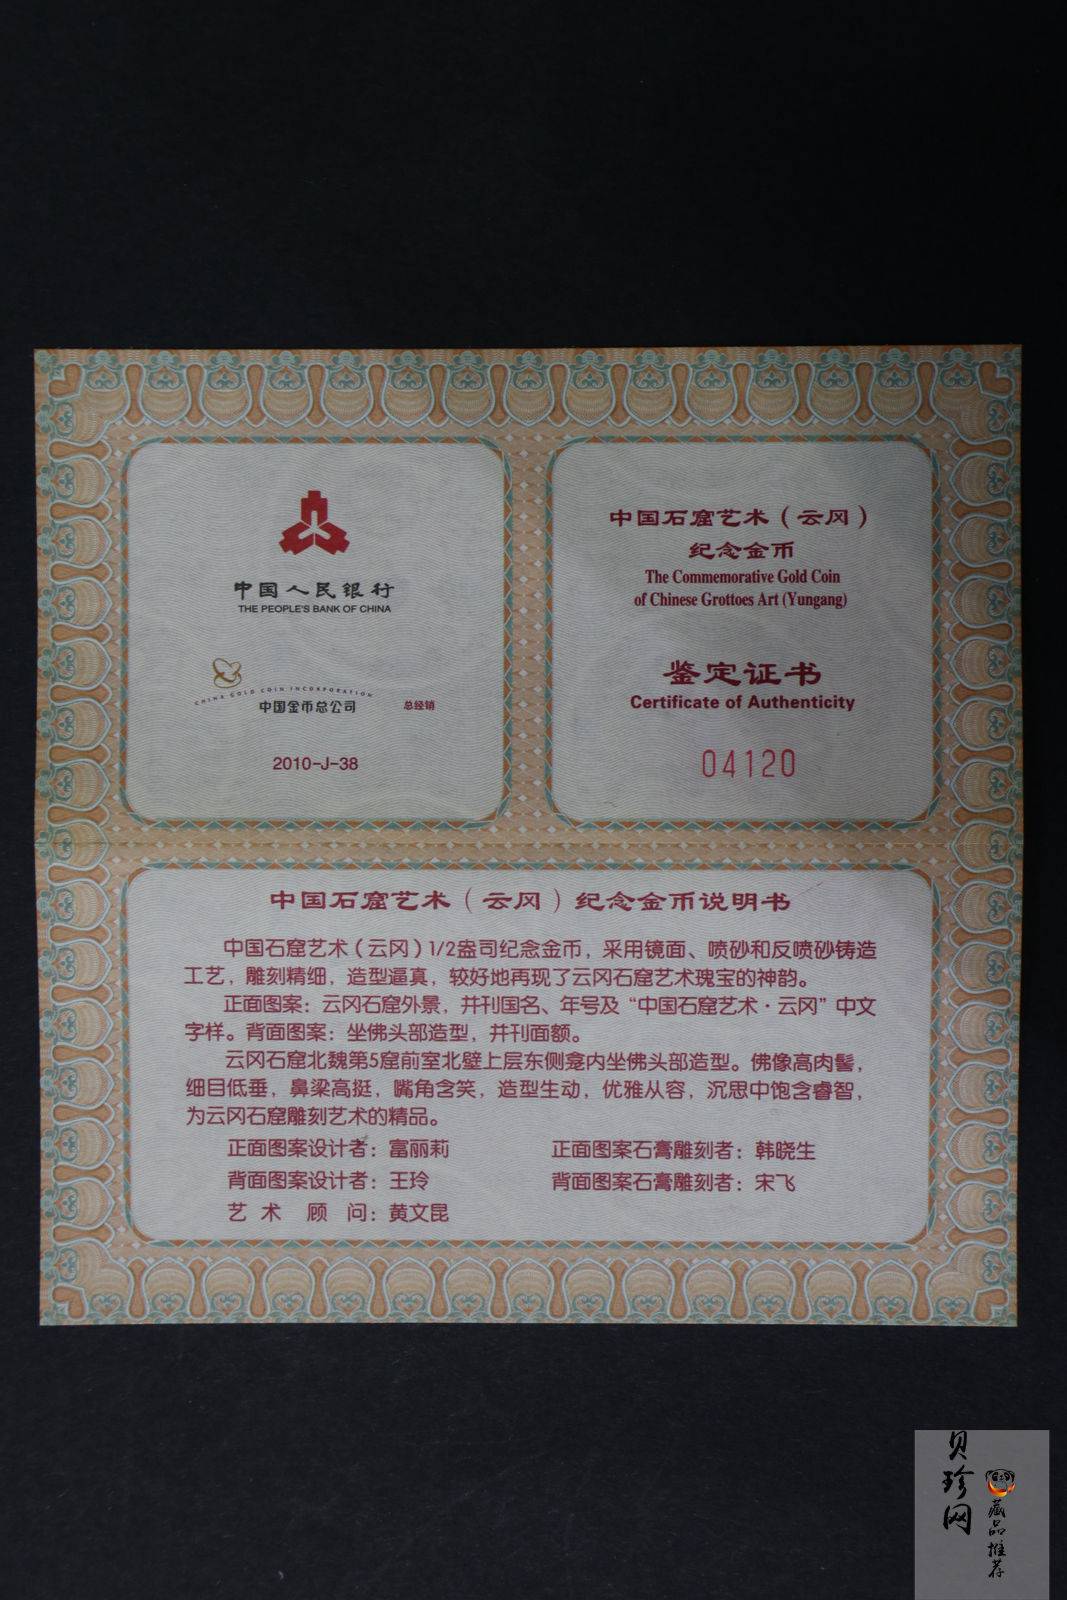 中国人民银行
THE PEOPLE'S BANK OF CHINA
CHINA GOLD COIN INCORPORATION
中国金币总公司 总经销
2010-J-38
中国石窟艺术（云冈）
纪念金币
The Commemorative Gold Coin
of Chinese Grottoes Art (Yungang)
鉴定证书
Certificate of Authenticity
04120
中国石窟艺术（云冈）纪念金币说明书
中国石窟艺术（云冈）1/2盎司纪念金币，采用镜面、喷砂和反喷砂铸造
工艺，雕刻精细，造型逼真，较好地再现了云冈石窟艺术瑰宝的神韵。
正面图案：云冈石窟外景，并刊国名、年号及“中国石窟艺术·云冈”中文
字样。背面图案：坐佛头部造型，并刊面额。
云冈石窟北魏第5窟前室北壁上层东侧龛内坐佛头部造型。佛像高肉髻，
细目低垂，鼻梁高挺，嘴角含笑，造型生动，优雅从容，沉思中饱含睿智，
为云冈石窟雕刻艺术的精品。
正面图案设计者：富丽莉 正面图案石膏雕刻者：韩晓生
背面图案设计者：王玲 背面图案石膏雕刻者：宋飞
艺术顾问：黄文昆
贝珍网
藏品推荐